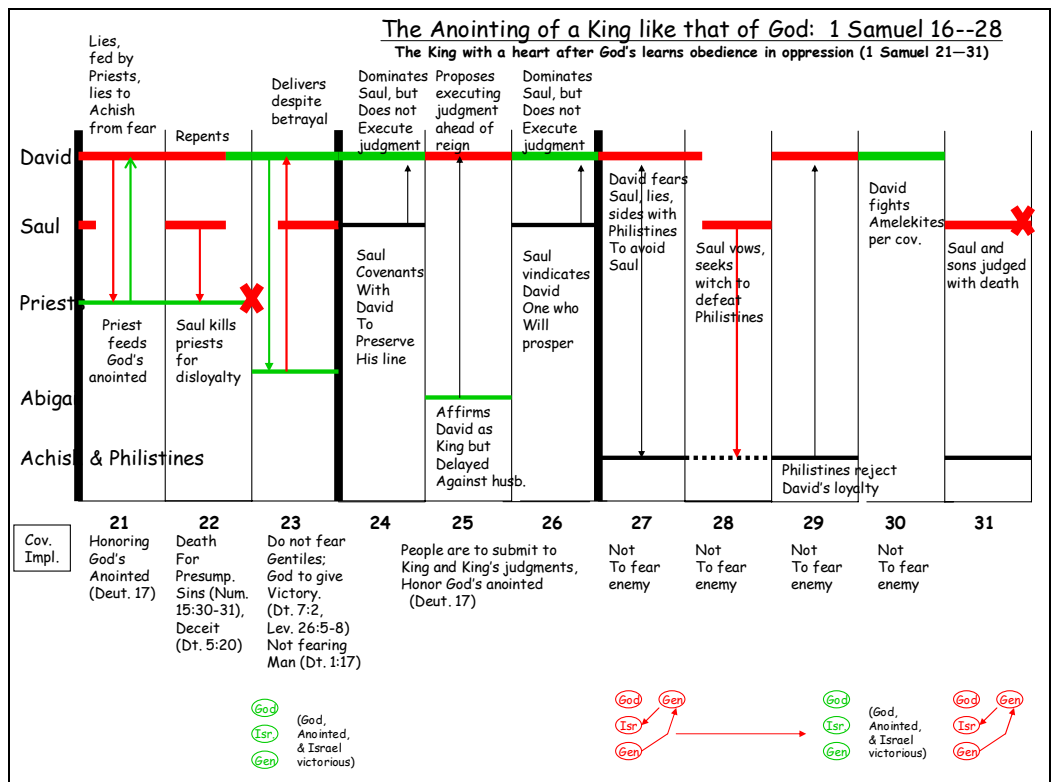 The Anointing of a King like that of God: 1 Samuel 16--28
The King with a heart after God's learns obedience in oppression (1 Samuel 21—31)
Lies,
fed by
Priests,
lies to
Achish
from fear
Repents
Delivers
despite
betrayal
Dominates
Saul, but
Does not
Execute
judgment
Proposes
executing
judgment
ahead of
reign
Dominates
Saul, but
Does not
Execute
judgment
David
Saul
Priests
Abiga
Achish & Philistines
Priest
feeds
God's
anointed
Saul kills
priests
for
disloyalty
Saul
Covenants
With
David
To
Preserve
His line
Affirms
David as
King but
Delayed
Against husb.
Saul
vindicates
David
One who
Will
prosper
David fears
Saul, lies,
sides with
Philistines
To avoid
Saul
Saul vows,
seeks
witch to
defeat
Philistines
Philistines reject
David's loyalty
David
fights
Amelekites
per cov.
Saul and
sons judged
with death
21 22 23 24 25 26 27 28 29 30 31
Cov.
Impl.
Honoring
God's
Anointed
(Deut. 17)
Death
For
Presump.
Sins (Num.
15:30-31),
Deceit
(Dt. 5:20)
Do not fear
Gentiles;
God to give
Victory.
(Dt. 7:2,
Lev. 26:5-8)
Not fearing
Man (Dt. 1:17)
People are to submit to
King and King's judgments,
Honor God's anointed
(Deut. 17)
Not
To fear
enemy
Not
To fear
enemy
Not
To fear
enemy
Not
To fear
enemy
God
Isr.
Gen
(God,
Anointed,
& Israel
victorious)
God Gen
Isr
Gen
God
Isr.
Gen
(God,
Anointed,
& Israel
victorious)
God Gen
Isr
Gen